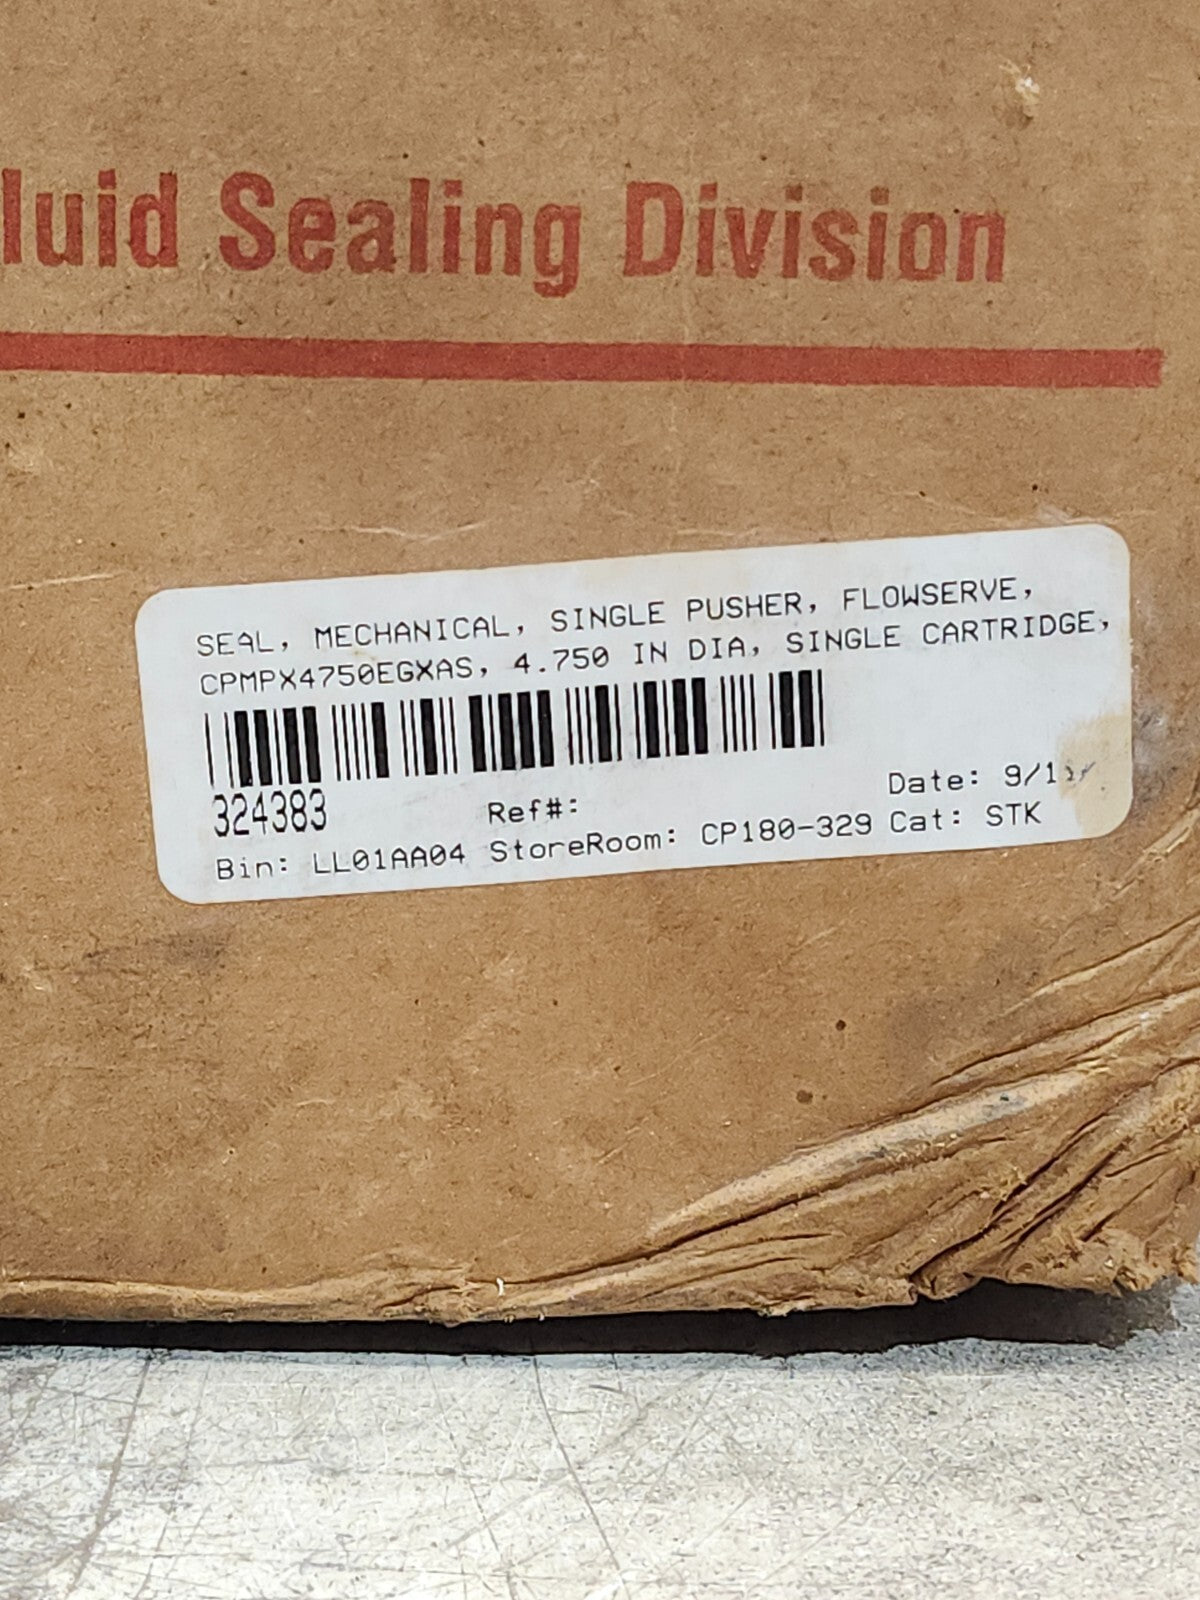 luid Sealing Division
SEAL, MECHANICAL, SINGLE PUSHER, FLOWSERVE,
CPMPX4750EGXAS, 4.750 IN DIA, SINGLE CARTRIDGE,
324383 Ref#: Date:
Bin: LL01AA04 StoreRoom: CP180-329 Cat: STK